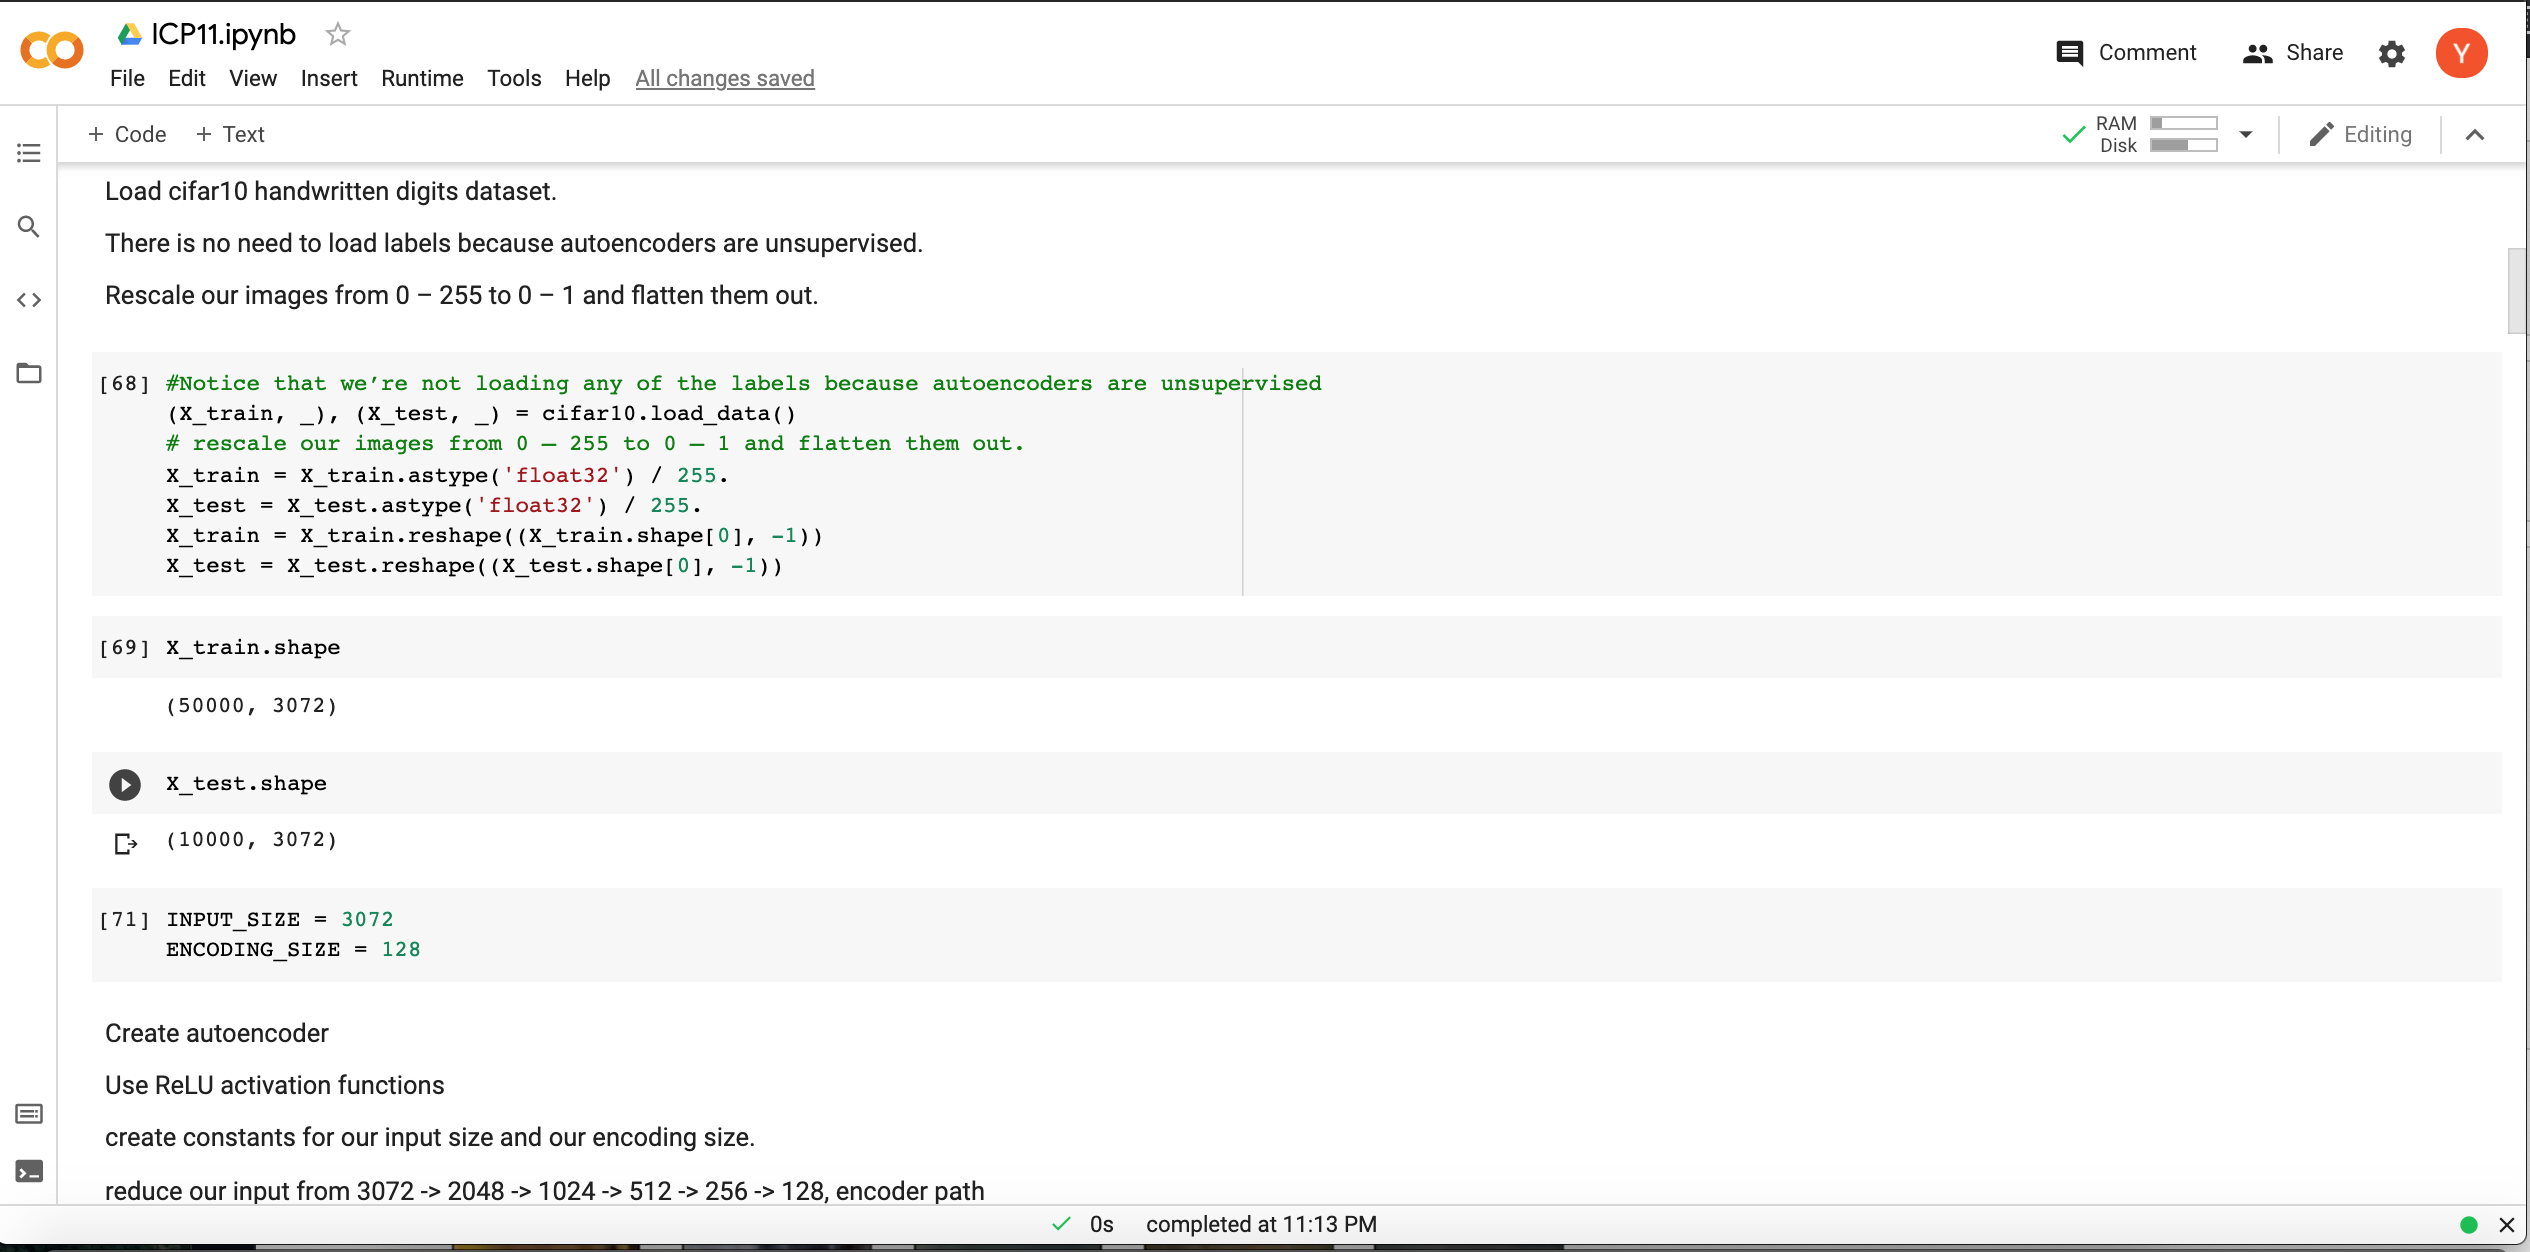 ICP11.ipynb
File Edit View Insert Runtime Tools Help All changes saved
Comment Share Y
+ Code + Text
RAM
Disk
Editing
Load cifar10 handwritten digits dataset.
There is no need to load labels because autoencoders are unsupervised.
Rescale our images from 0 – 255 to 0 – 1 and flatten them out.
[68] #Notice that we’re not loading any of the labels because autoencoders are unsupervised
(X_train, _), (X_test, _) = cifar10.load_data()
# rescale our images from 0 – 255 to 0 – 1 and flatten them out.
X_train = X_train.astype('float32') / 255.
X_test = X_test.astype('float32') / 255.
X_train = X_train.reshape((X_train.shape[0], -1))
X_test = X_test.reshape((X_test.shape[0], -1))
[69] X_train.shape
(50000, 3072)
X_test.shape
(10000, 3072)
[71] INPUT_SIZE = 3072
ENCODING_SIZE = 128
Create autoencoder
Use ReLU activation functions
create constants for our input size and our encoding size.
reduce our input from 3072 -> 2048 -> 1024 -> 512 -> 256 -> 128, encoder path
0s completed at 11:13 PM